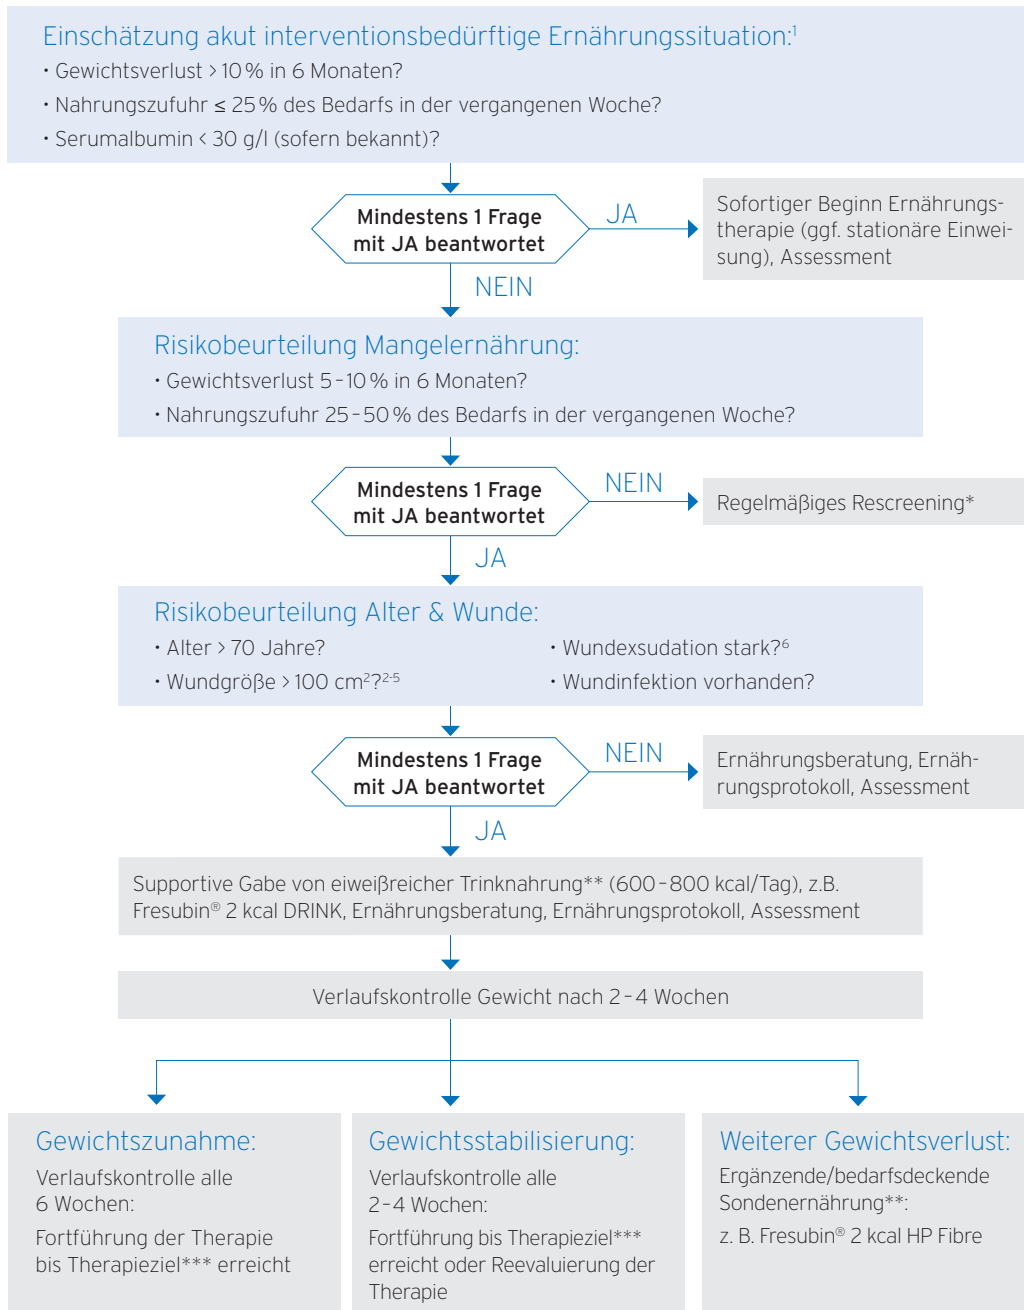 Einschätzung akut interventionsbedürftige Ernährungssituation:¹
· Gewichtsverlust > 10 % in 6 Monaten?
· Nahrungszufuhr ≤ 25 % des Bedarfs in der vergangenen Woche?
· Serumalbumin < 30 g/l (sofern bekannt)?
Mindestens 1 Frage
mit JA beantwortet
JA
Sofortiger Beginn Ernährungs-
therapie (ggf. stationäre Einwei-
sung), Assessment
NEIN
Risikobeurteilung Mangelernährung:
· Gewichtsverlust 5–10 % in 6 Monaten?
· Nahrungszufuhr 25–50 % des Bedarfs in der vergangenen Woche?
Mindestens 1 Frage
mit JA beantwortet
NEIN
Regelmäßiges Rescreening*
JA
Risikobeurteilung Alter & Wunde:
· Alter > 70 Jahre?
· Wundgröße > 100 cm²?²⁻⁵
· Wundexsudation stark?⁶
· Wundinfektion vorhanden?
Mindestens 1 Frage
mit JA beantwortet
NEIN
Ernährungsberatung, Ernäh-
rungsprotokoll, Assessment
JA
Supportive Gabe von eiweißreicher Trinknahrung** (600–800 kcal/Tag), z.B.
Fresubin® 2 kcal DRINK, Ernährungsberatung, Ernährungsprotokoll, Assessment
Verlaufskontrolle Gewicht nach 2–4 Wochen
Gewichtszunahme:
Verlaufskontrolle alle
6 Wochen:
Fortführung der Therapie
bis Therapieziel*** erreicht
Gewichtsstabilisierung:
Verlaufskontrolle alle
2–4 Wochen:
Fortführung bis Therapieziel***
erreicht oder Reevaluierung der
Therapie
Weiterer Gewichtsverlust:
Ergänzende/bedarfsdeckende
Sondenernährung**:
z. B. Fresubin® 2 kcal HP Fibre